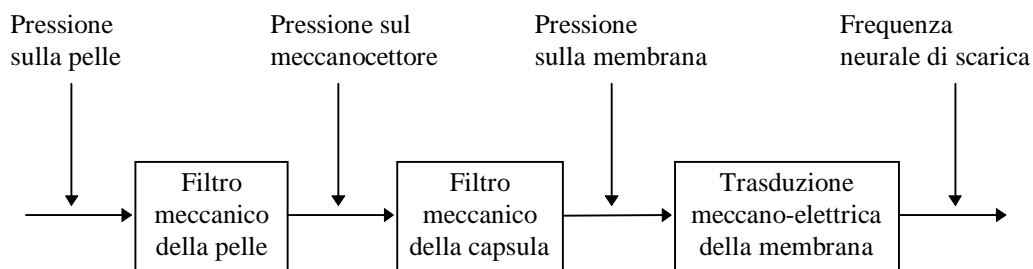 Pressione
sulla pelle
Pressione sul
meccanocettore
Pressione
sulla membrana
Frequenza
neurale di scarica
Filtro
meccanico
della pelle
Filtro
meccanico
della capsula
Trasduzione
meccano-elettrica
della membrana